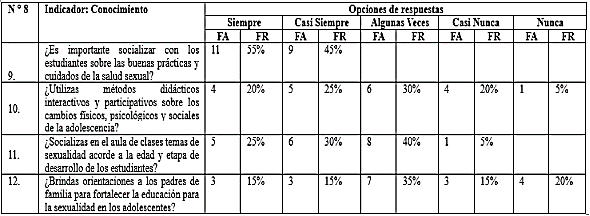 N° 8 Indicador: Conocimiento Opciones de respuestas
Siempre Casi Siempre Algunas Veces Casi Nunca Nunca
FA FR FA FR FA FR FA FR FA FR
9. ¿Es importante socializar con los 11 55% 9 45%
estudiantes sobre las buenas prácticas y
cuidados de la salud sexual?
10. ¿Utilizas métodos didácticos 4 20% 5 25% 6 30% 4 20% 1 5%
interactivos y participativos sobre los
cambios físicos, psicológicos y sociales
de la adolescencia?
11. ¿Socializas en el aula de clases temas de 5 25% 6 30% 8 40% 1 5%
sexualidad acorde a la edad y etapa de
desarrollo de los estudiantes?
12. ¿Brindas orientaciones a los padres de 3 15% 3 15% 7 35% 3 15% 4 20%
familia para fortalecer la educación para
la sexualidad en los adolescentes?